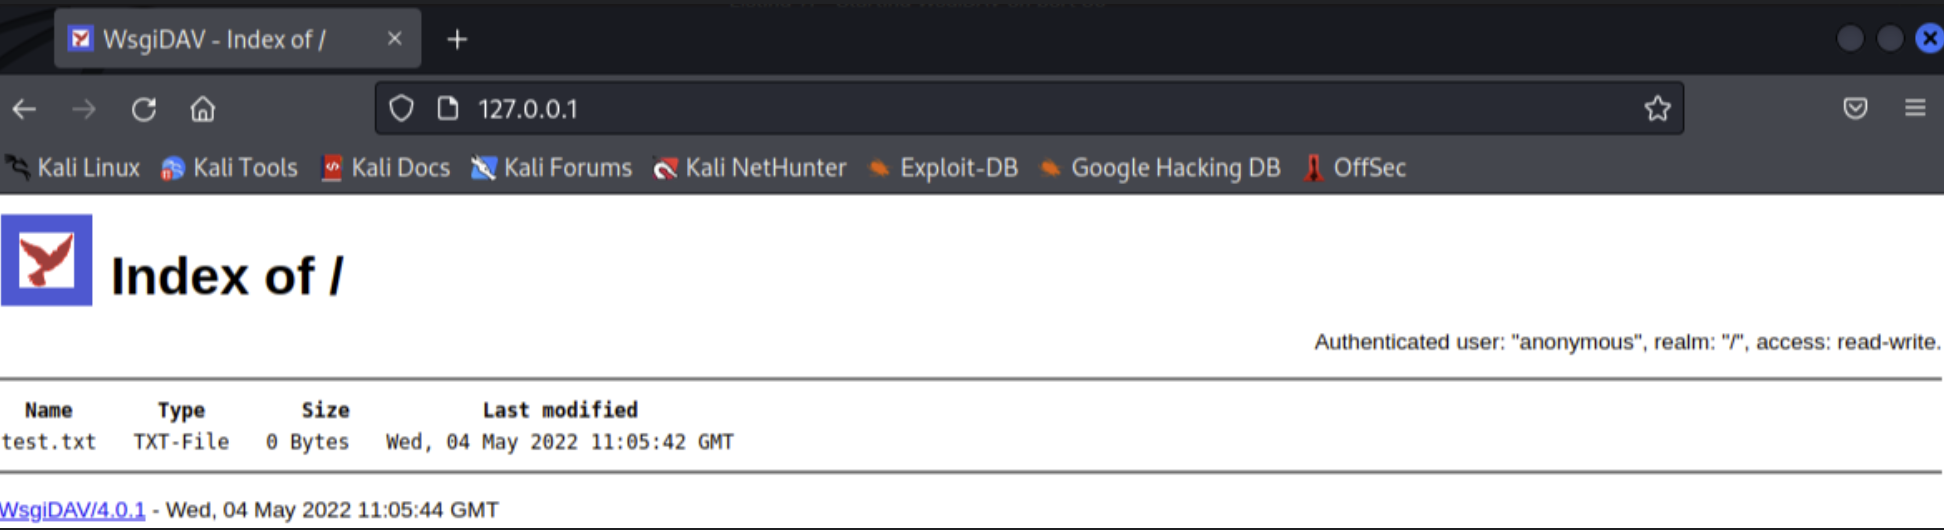 WsgiDAV - Index of /
127.0.0.1
Kali Linux Kali Tools Kali Docs Kali Forums Kali NetHunter Exploit-DB Google Hacking DB OffSec
Index of /
Authenticated user: "anonymous", realm: "/", access: read-write.
Name Type Size Last modified
test.txt TXT-File 0 Bytes Wed, 04 May 2022 11:05:42 GMT
WsgiDAV/4.0.1 - Wed, 04 May 2022 11:05:44 GMT